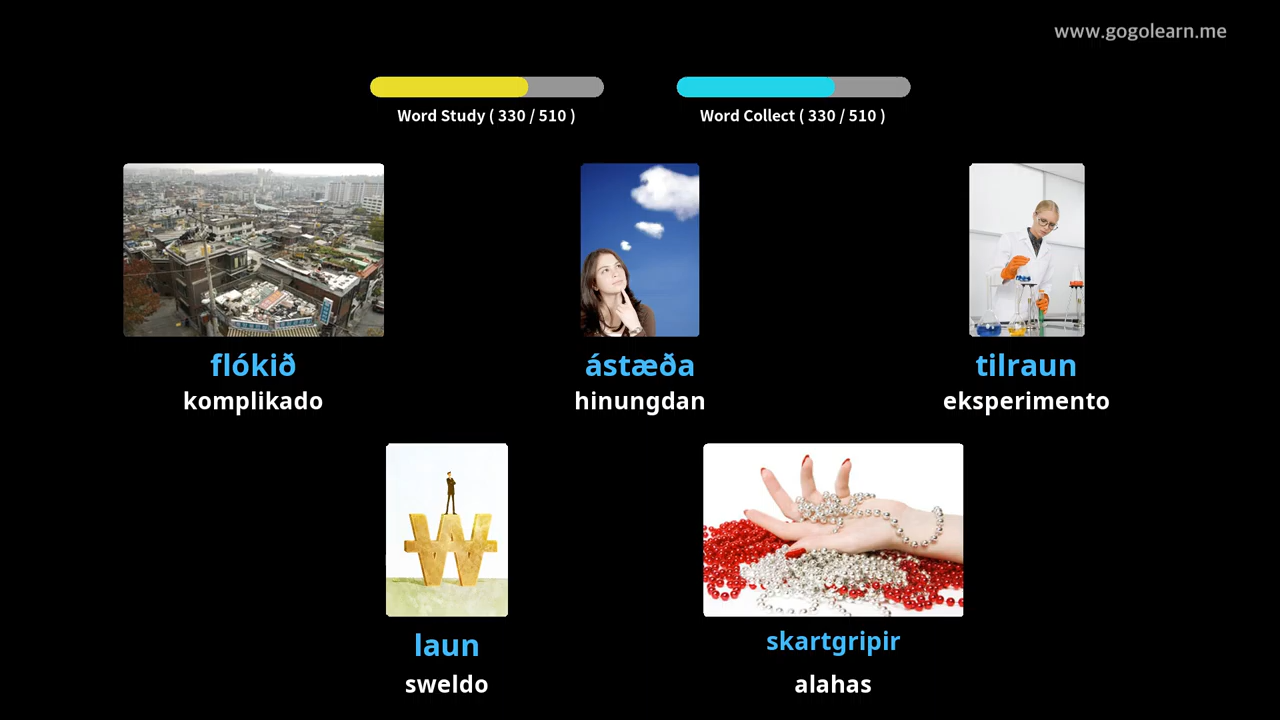 www.gogolearn.me
Word Study ( 330 / 510 )
Word Collect ( 330 / 510 )
flókið
komplikado
ástæða
hinungdan
tilraun
eksperimento
laun
sweldo
skartgripir
alahas